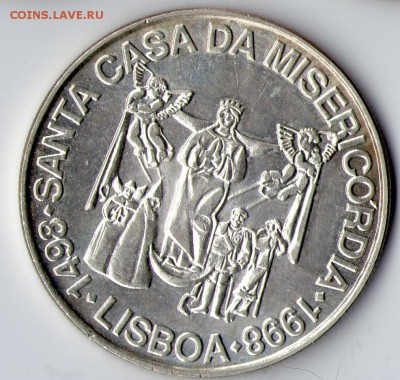 COINS.LAVE.RU
1498·SANTA CASA DA MISERICÓRDIA·1998·LISBOA·